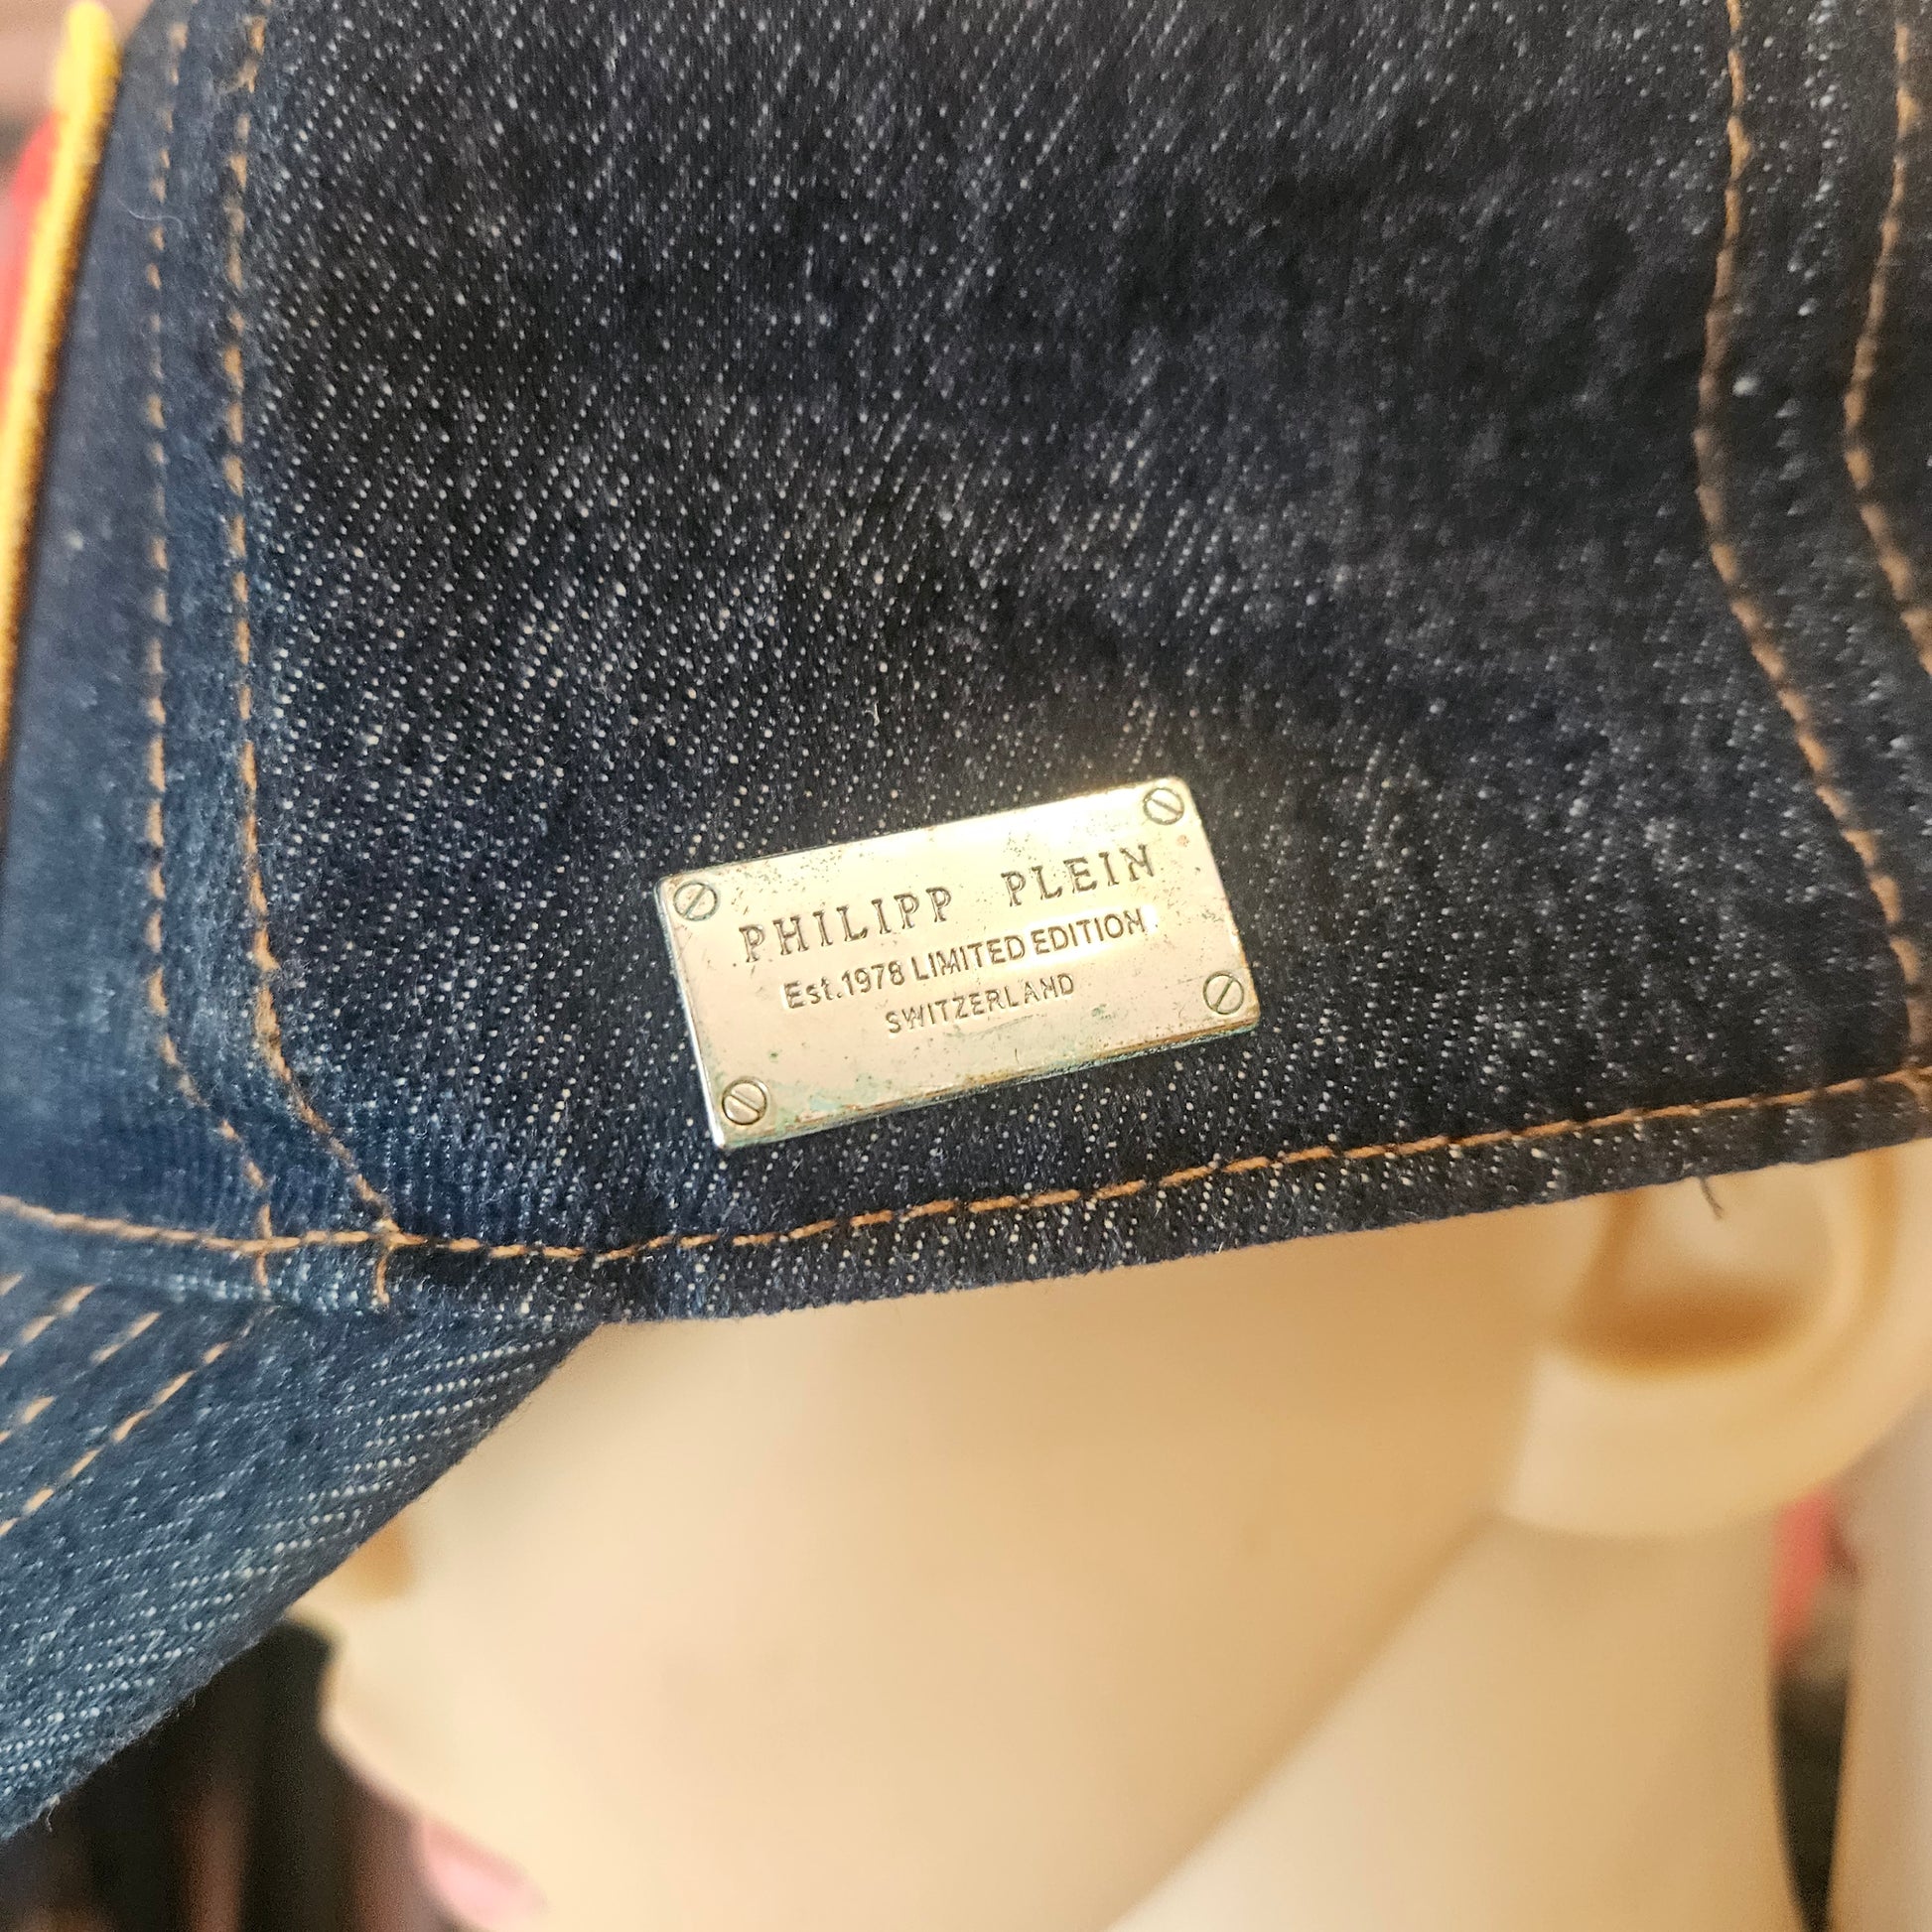 PHILIPP PLEIN
Est.1978 LIMITED EDITION
SWITZERLAND